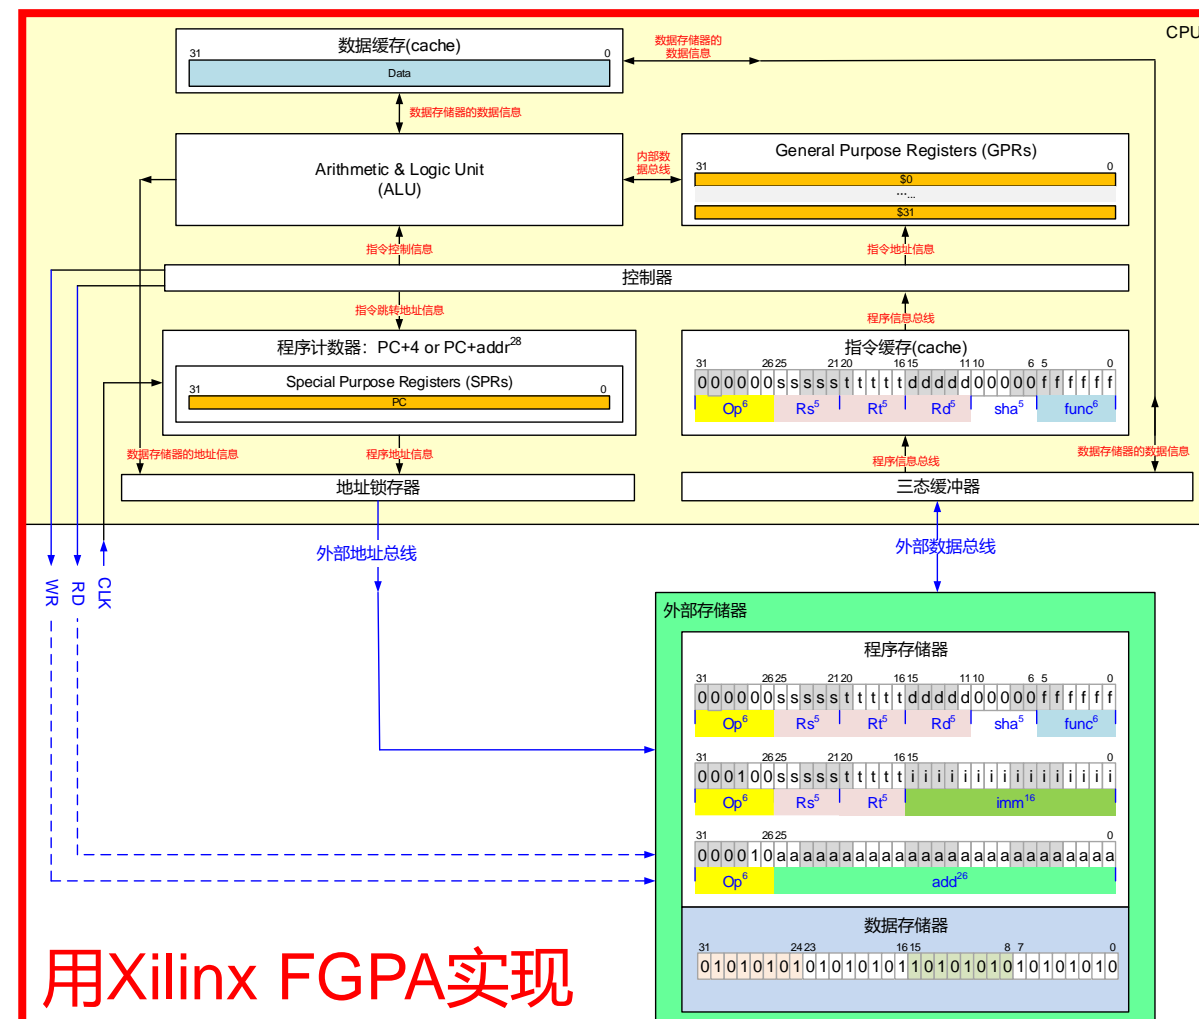 CPU
数据缓存(cache)
31 0
Data
数据存储器的
数据信息
数据存储器的数据信息
Arithmetic & Logic Unit
(ALU)
内部数
据总线
General Purpose Registers (GPRs)
31 0
$0
......
$31
指令控制信息
指令地址信息
控制器
指令跳转地址信息
程序信息总线
程序计数器：PC+4 or PC+addr28
Special Purpose Registers (SPRs)
31 0
PC
指令缓存(cache)
31 26 25 21 20 16 15 11 10 6 5 0
0 0 0 0 0 0 s s s s s t t t t t d d d d d 0 0 0 0 0 f f f f f f
Op6 Rs5 Rt5 Rd5 sha5 func6
数据存储器的地址信息
程序地址信息
程序信息总线
数据存储器的数据信息
地址锁存器
三态缓冲器
外部地址总线
外部数据总线
WR
RD
CLK
外部存储器
程序存储器
31 26 25 21 20 16 15 11 10 6 5 0
0 0 0 0 0 0 s s s s s t t t t t d d d d d 0 0 0 0 0 f f f f f f
Op6 Rs5 Rt5 Rd5 sha5 func6
31 26 25 21 20 16 15 0
0 0 0 1 0 0 s s s s s t t t t t i i i i i i i i i i i i i i i i
Op6 Rs5 Rt5 imm16
31 26 25 0
0 0 0 0 1 0 a a a a a a a a a a a a a a a a a a a a a a a a a a
Op6 add26
数据存储器
31 24 23 16 15 8 7 0
0 1 0 1 0 1 0 1 0 1 0 1 0 1 0 1 1 0 1 0 1 0 1 0 1 0 1 0 1 0 1 0
用Xilinx FGPA实现